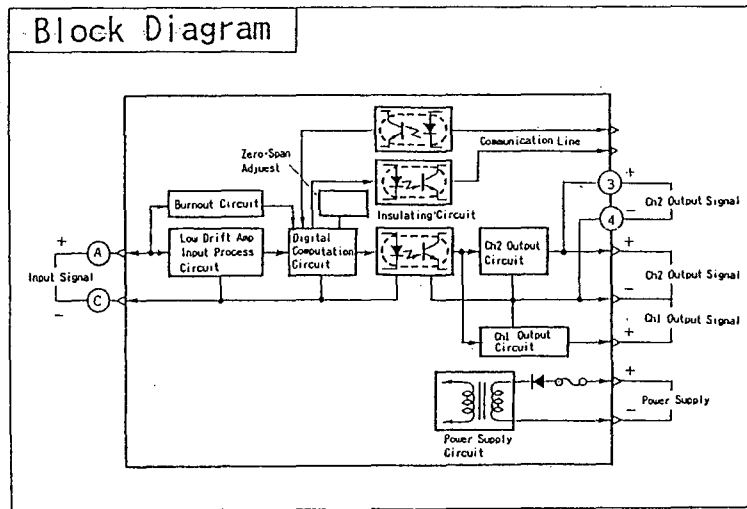 Block Diagram
Communication Line
Zero-Span
Adjuest
3
+
Ch2 Output Signal
−
4
Insulating Circuit
Burnout Circuit
Low Drift Amp
Input Process
Circuit
Digital
Computation
Circuit
Ch2 Output
Circuit
+
A
Input Signal
C
−
+
Ch2 Output Signal
−
Ch1 Output Signal
+
Ch1 Output
Circuit
+
Power Supply
−
Power Supply
Circuit